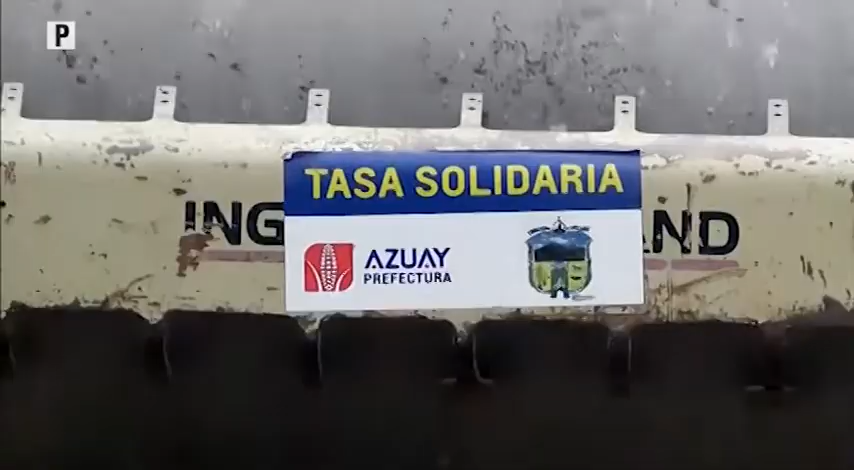 P
TASA SOLIDARIA
ING AND
AZUAY
PREFECTURA